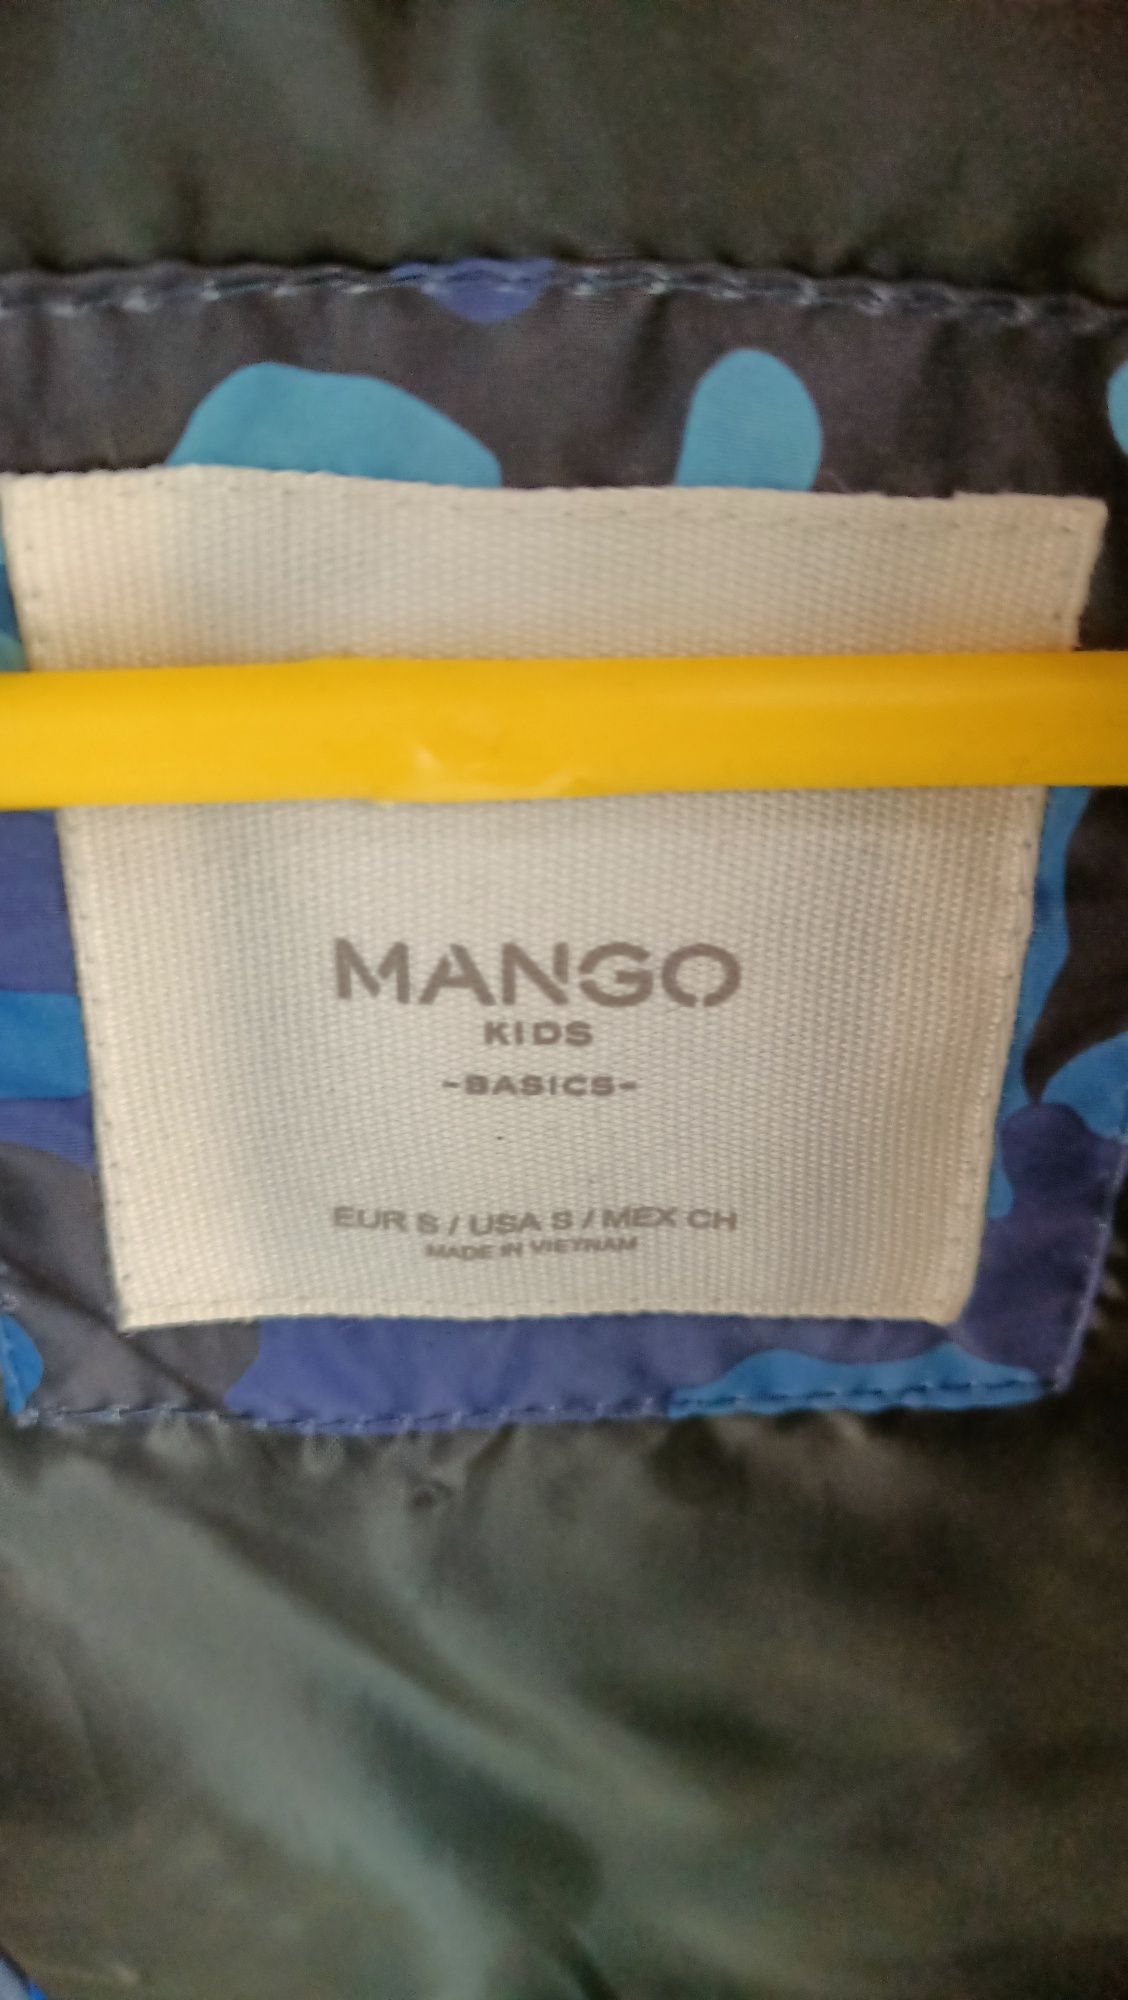 MANGO
KIDS
-BASICS-
EUR S / USA S / MEX CH
MADE IN VIETNAM